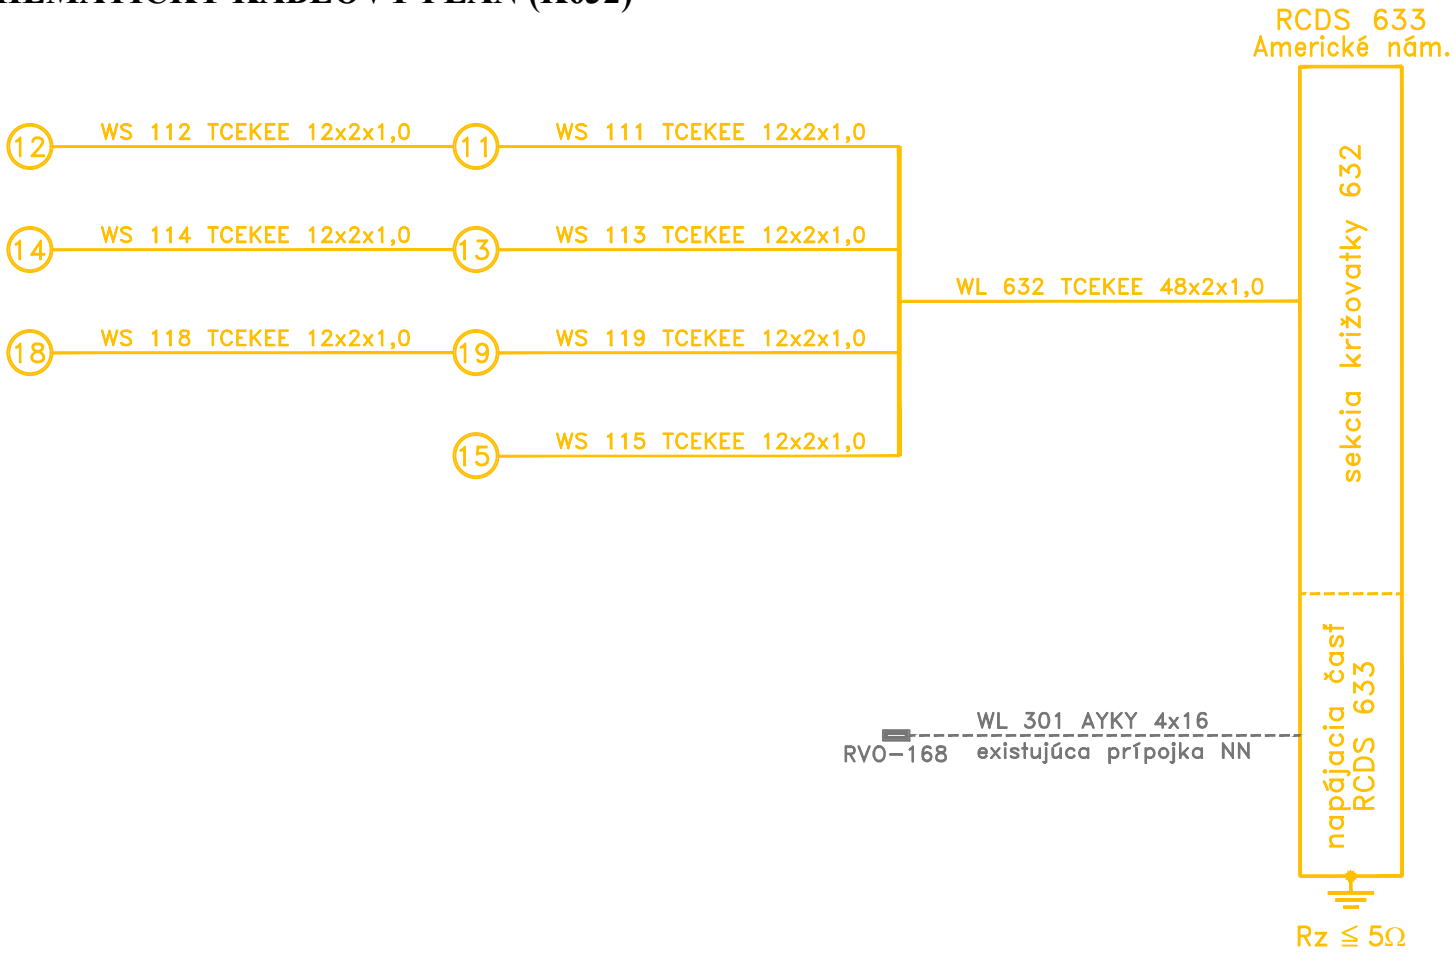 KÁBLOVÝ PLÁN (K632)
RCDS 633
Americké nám.
12
WS 112 TCEKEE 12x2x1,0
11
WS 111 TCEKEE 12x2x1,0
14
WS 114 TCEKEE 12x2x1,0
13
WS 113 TCEKEE 12x2x1,0
WL 632 TCEKEE 48x2x1,0
18
WS 118 TCEKEE 12x2x1,0
19
WS 119 TCEKEE 12x2x1,0
15
WS 115 TCEKEE 12x2x1,0
sekcia križovatky 632
napájacia časť
RCDS 633
WL 301 AYKY 4x16
RVO-168
existujúca prípojka NN
Rz ≦ 5Ω